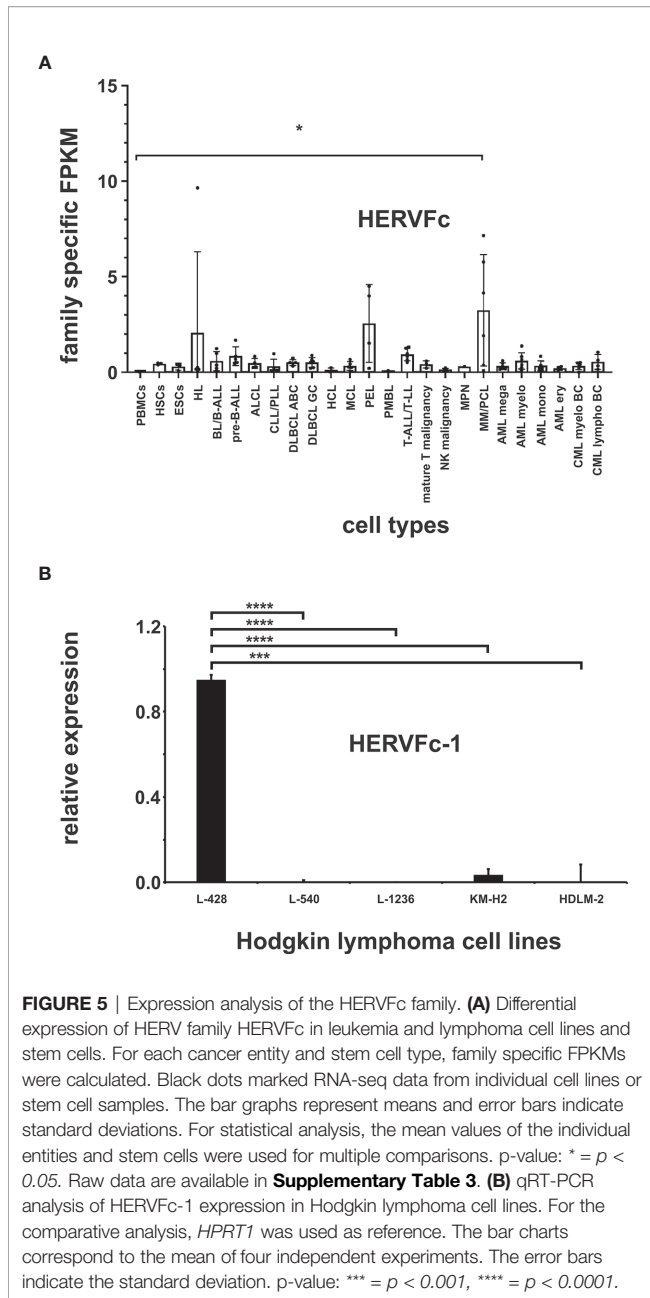 A
15
10
5
0
family specific FPKM
*
HERVFc
PBMCs
HSCs
ESCs
HL
BL/B-ALL
pre-B-ALL
ALCL
CLL/PLL
DLBCL ABC
DLBCL GC
HCL
MCL
PEL
PMBL
T-ALL/T-LL
mature T malignancy
NK malignancy
MPN
MM/PCL
AML mega
AML myelo
AML mono
AML ery
CML myelo BC
CML lympho BC
cell types
B
1.2
0.9
0.4
0.0
relative expression
****
****
****
***
HERVFc-1
L-428
L-540
L-1236
KM-H2
HDLM-2
Hodgkin lymphoma cell lines
FIGURE 5 | Expression analysis of the HERVFc family. (A) Differential
expression of HERV family HERVFc in leukemia and lymphoma cell lines and
stem cells. For each cancer entity and stem cell type, family specific FPKMs
were calculated. Black dots marked RNA-seq data from individual cell lines or
stem cell samples. The bar graphs represent means and error bars indicate
standard deviations. For statistical analysis, the mean values of the individual
entities and stem cells were used for multiple comparisons. p-value: * = p <
0.05. Raw data are available in Supplementary Table 3. (B) qRT-PCR
analysis of HERVFc-1 expression in Hodgkin lymphoma cell lines. For the
comparative analysis, HPRT1 was used as reference. The bar charts
correspond to the mean of four independent experiments. The error bars
indicate the standard deviation. p-value: *** = p < 0.001, **** = p < 0.0001.